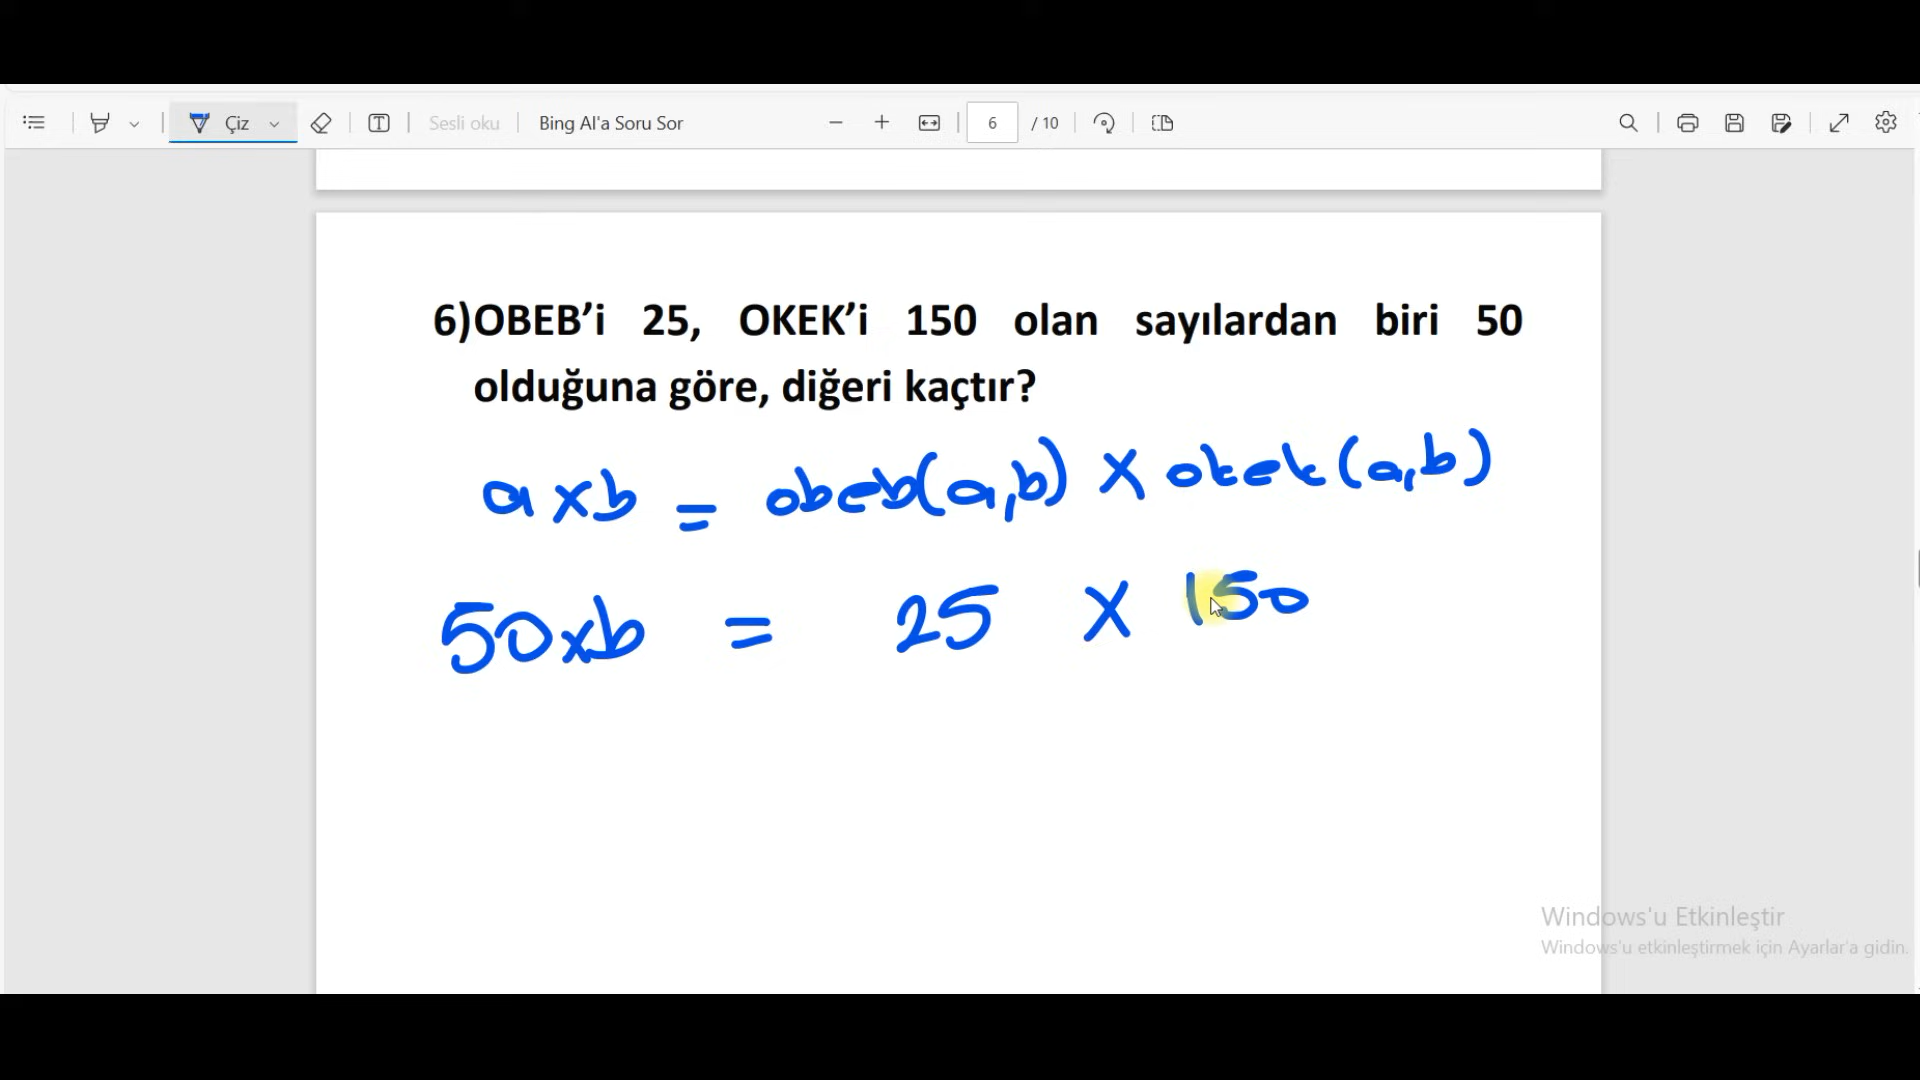 Çiz
Sesli oku
Bing AI'a Soru Sor
6
/ 10
6)OBEB’i 25, OKEK’i 150 olan sayılardan biri 50
olduğuna göre, diğeri kaçtır?
a x b = obeb(a,b) x okek(a,b)
50xb = 25 x 150
Windows'u Etkinleştir
Windows'u etkinleştirmek için Ayarlar'a gidin.